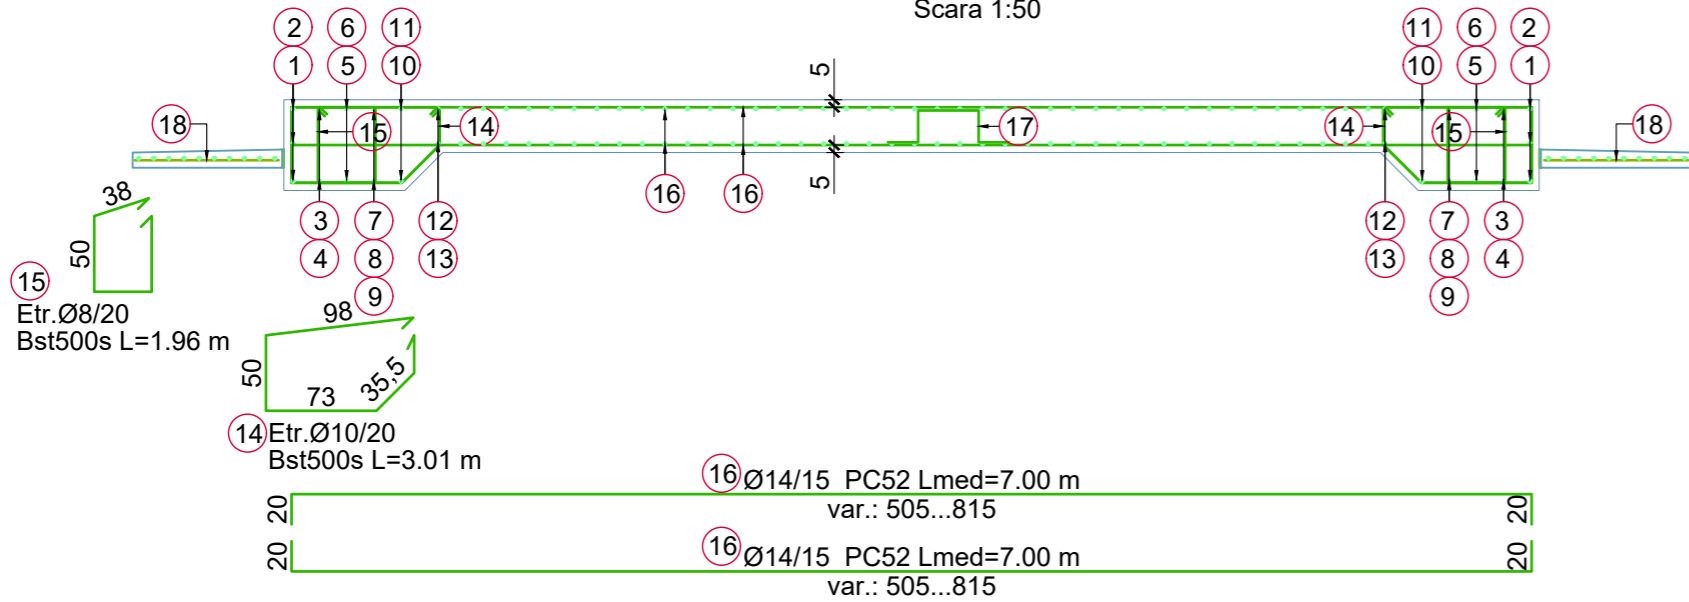 Scara 1:50
2 6 11 11 6 2
1 5 10 5 10 5 1
18 15 14 17 14 15 18
5
16 16
38
3 7 12 12 7 3
50
4 8 13 13 8 4
15
9 9
Etr.Ø8/20
98
Bst500s L=1.96 m
50
35,5
73
14 Etr.Ø10/20
Bst500s L=3.01 m
16 Ø14/15 PC52 Lmed=7.00 m
20 var.: 505...815 20
16 Ø14/15 PC52 Lmed=7.00 m
20 20
var.: 505...815